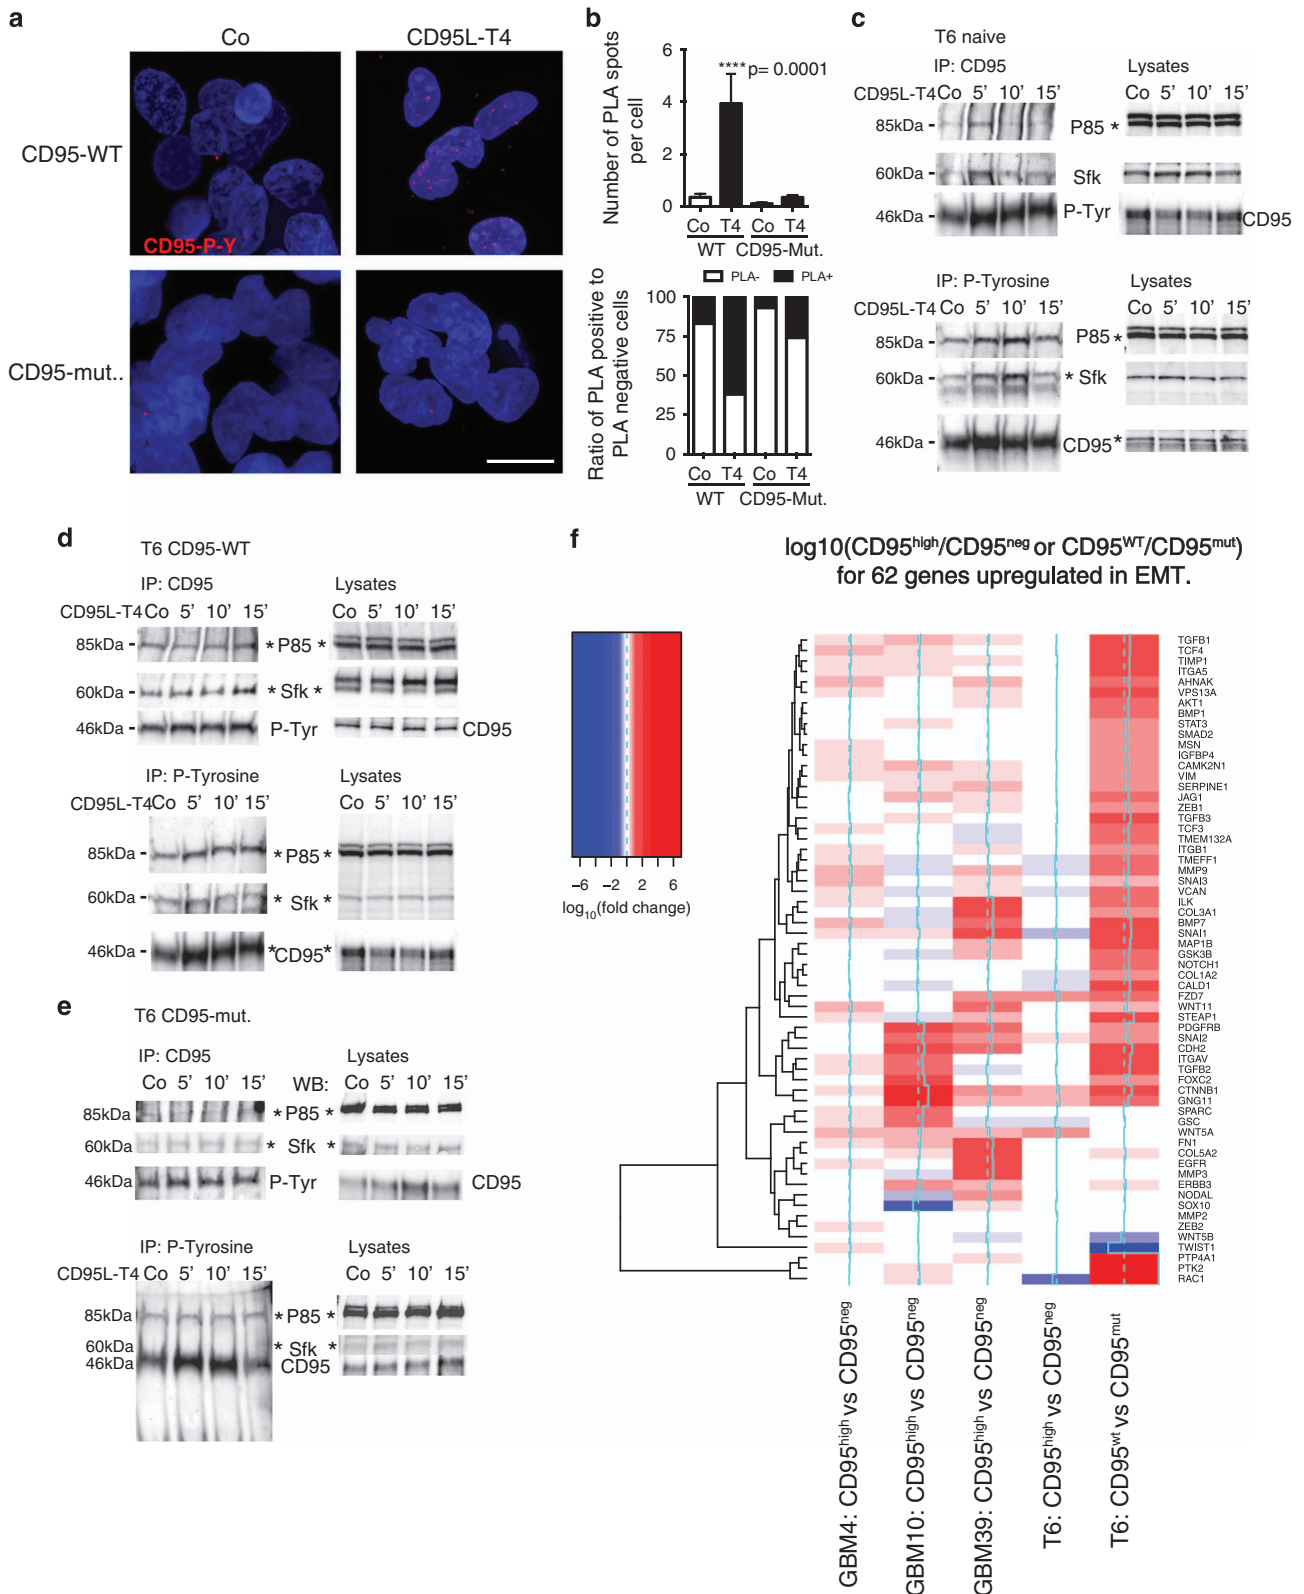 a
Co
CD95L-T4
CD95-WT
CD95-P-Y
CD95-mut..
b
Number of PLA spots per cell
6
4
2
0
**** p= 0.0001
Co T4 Co T4
WT CD95-Mut.
PLA- PLA+
Ratio of PLA positive to PLA negative cells
100
75
50
25
0
Co T4 Co T4
WT CD95-Mut.
c
T6 naive
IP: CD95
Lysates
CD95L-T4 Co 5' 10' 15'
Co 5' 10' 15'
85kDa
P85 *
60kDa
Sfk
46kDa
P-Tyr
CD95
IP: P-Tyrosine
Lysates
CD95L-T4 Co 5' 10' 15'
Co 5' 10' 15'
85kDa
P85 *
60kDa
* Sfk
46kDa
CD95 *
d
T6 CD95-WT
IP: CD95
Lysates
CD95L-T4 Co 5' 10' 15'
Co 5' 10' 15'
85kDa
* P85 *
60kDa
* Sfk *
46kDa
P-Tyr
CD95
IP: P-Tyrosine
Lysates
CD95L-T4 Co 5' 10' 15'
Co 5' 10' 15'
85kDa
* P85 *
60kDa
* Sfk *
46kDa
*CD95*
e
T6 CD95-mut.
IP: CD95
Lysates
Co 5' 10' 15'
WB:
Co 5' 10' 15'
85kDa
* P85 *
60kDa
* Sfk *
46kDa
P-Tyr
CD95
IP: P-Tyrosine
Lysates
CD95L-T4 Co 5' 10' 15'
Co 5' 10' 15'
85kDa
* P85 *
60kDa
* Sfk *
46kDa
CD95
f
log10(CD95high/CD95neg or CD95WT/CD95mut)
for 62 genes upregulated in EMT.
−6 −2 2 6
log10(fold change)
TGFB1
TCF4
TIMP1
ITGA5
AHNAK
VPS13A
AKT1
BMP1
STAT3
SMAD2
MSN
IGFBP4
CAMK2N1
VIM
SERPINE1
JAG1
ZEB1
TGFB3
TCF3
TMEM132A
ITGB1
TMEFF1
MMP9
SNAI3
VCAN
ILK
COL3A1
BMP7
SNAI1
MAP1B
GSK3B
NOTCH1
COL1A2
CALD1
FZD7
WNT11
STEAP1
PDGFRB
SNAI2
CDH2
ITGAV
TGFB2
FOXC2
CTNNB1
GNG11
SPARC
GSC
WNT5A
FN1
COL5A2
EGFR
MMP3
ERBB3
NODAL
SOX10
MMP2
ZEB2
WNT5B
TWIST1
PTP4A1
PTK2
RAC1
GBM4: CD95high vs CD95neg
GBM10: CD95high vs CD95neg
GBM39: CD95high vs CD95neg
T6: CD95high vs CD95neg
T6: CD95wt vs CD95mut